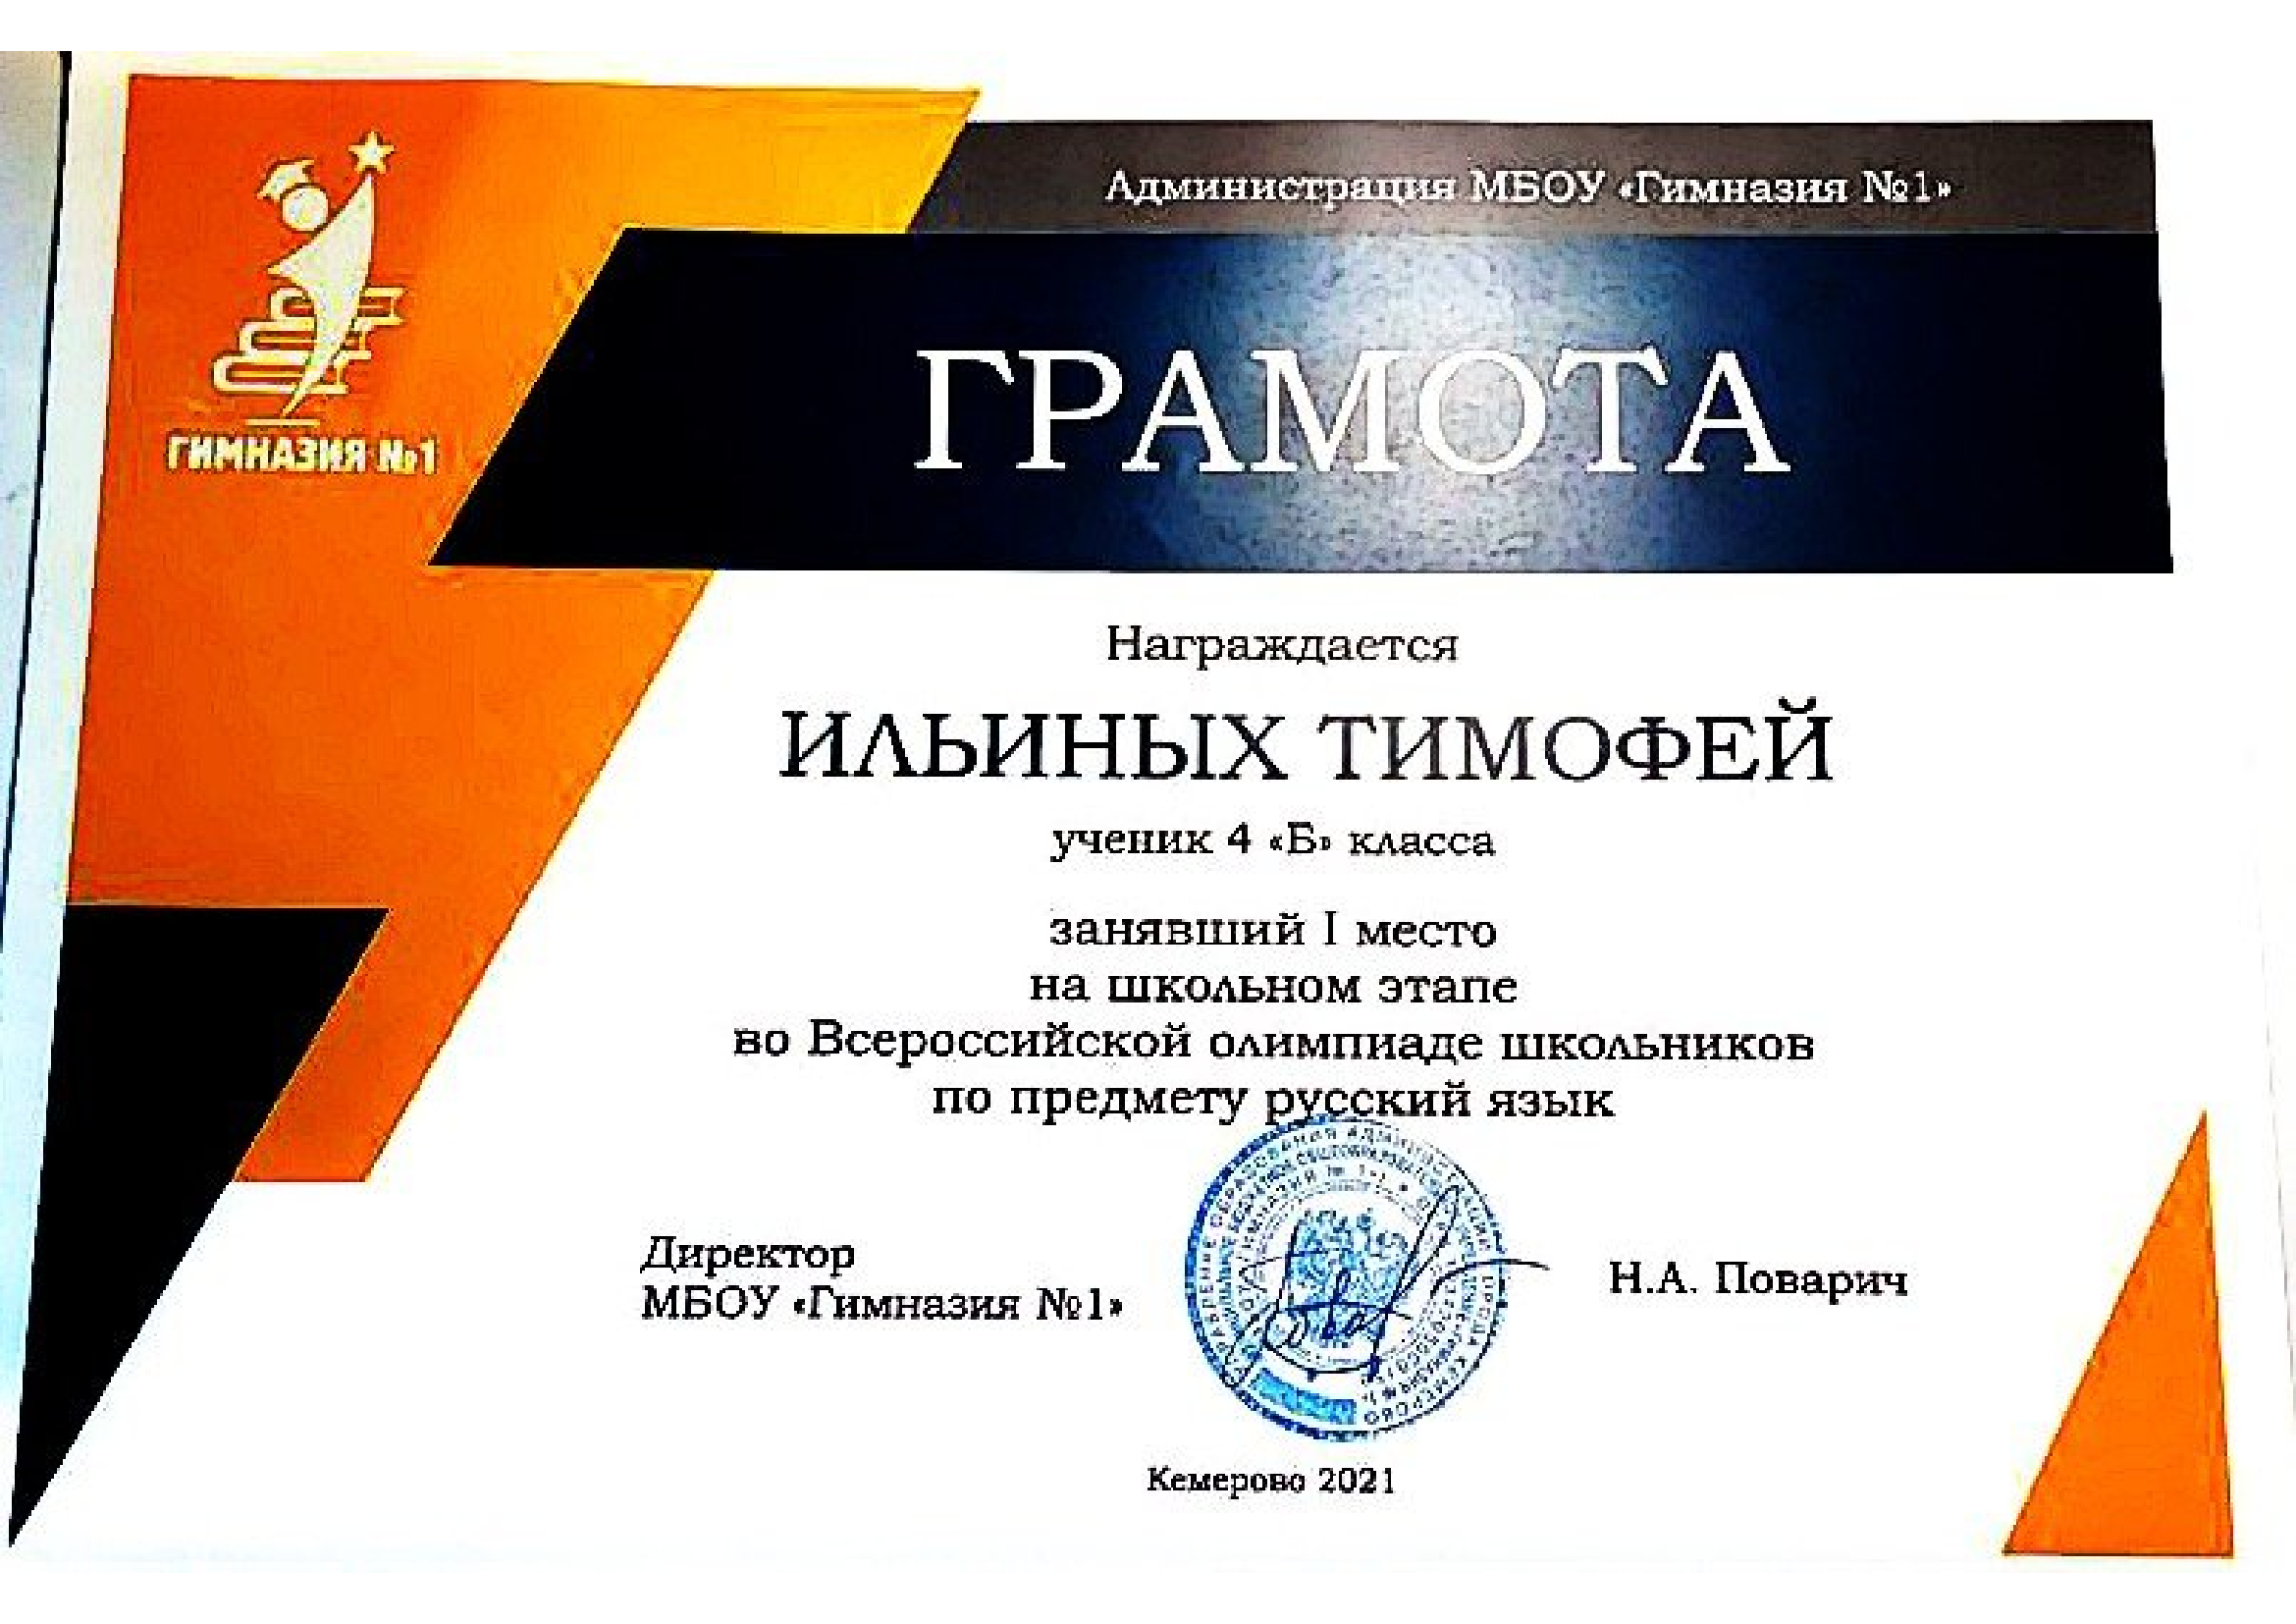 Администрация МБОУ «Гимназия №1»
ГИМНАЗИЯ №1
ГРАМОТА
Награждается
ИЛЬИНЫХ ТИМОФЕЙ
ученик 4 «Б» класса
занявший I место
на школьном этапе
во Всероссийской олимпиаде школьников
по предмету русский язык
Директор
МБОУ «Гимназия №1»
Н.А. Поварич
Кемерово 2021